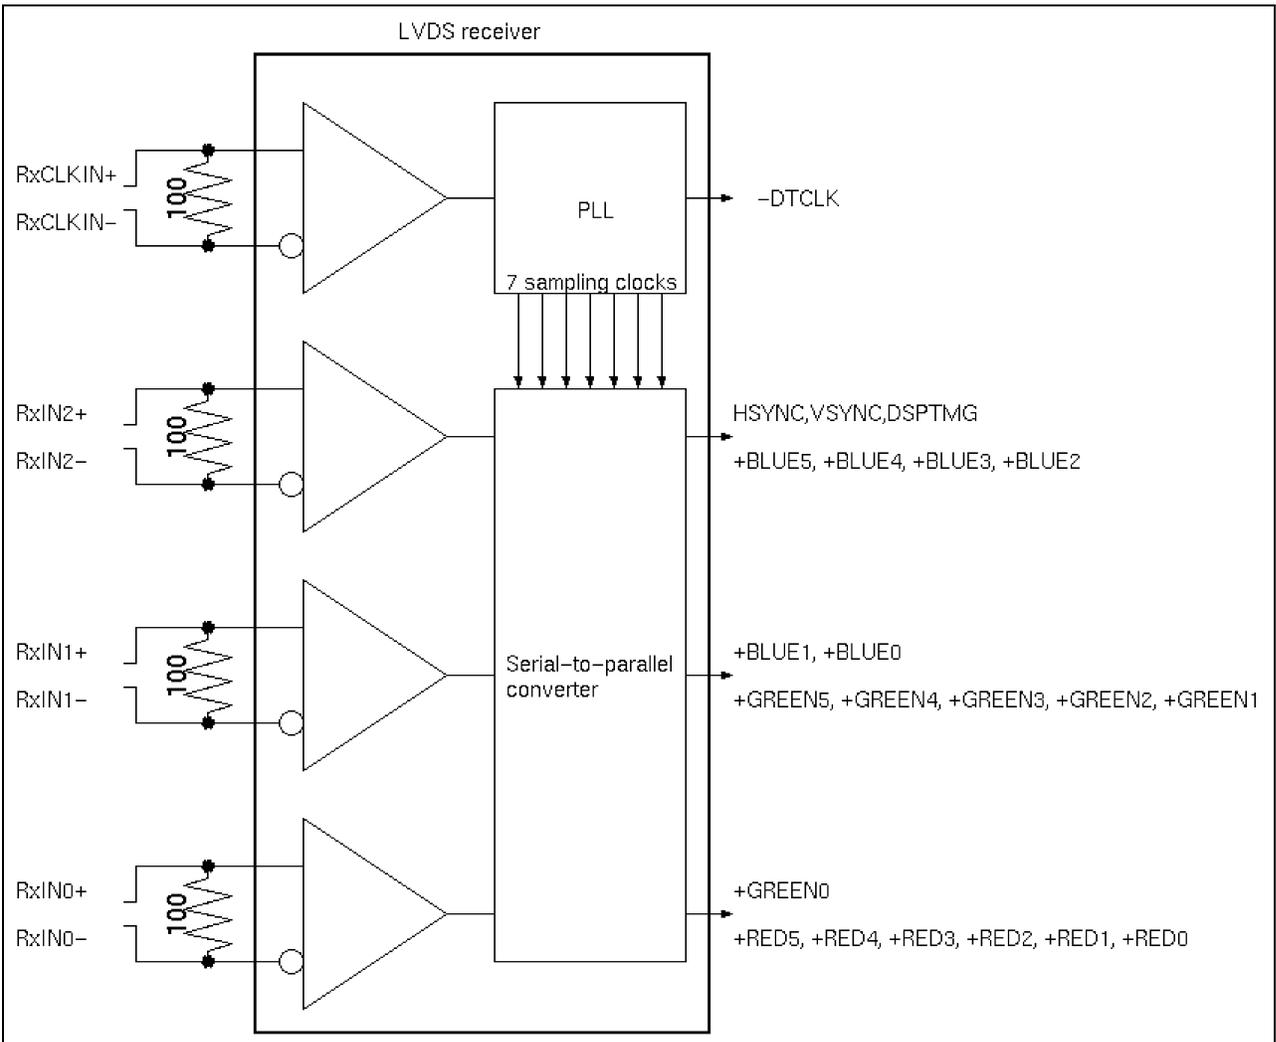 LVDS receiver
RxCLKIN+
100
RxCLKIN-
PLL
-DTCLK
7 sampling clocks
RxIN2+
100
RxIN2-
HSYNC,VSYNC,DSPTMG
+BLUE5, +BLUE4, +BLUE3, +BLUE2
RxIN1+
100
RxIN1-
Serial-to-parallel
converter
+BLUE1, +BLUE0
+GREEN5, +GREEN4, +GREEN3, +GREEN2, +GREEN1
RxIN0+
100
RxIN0-
+GREEN0
+RED5, +RED4, +RED3, +RED2, +RED1, +RED0